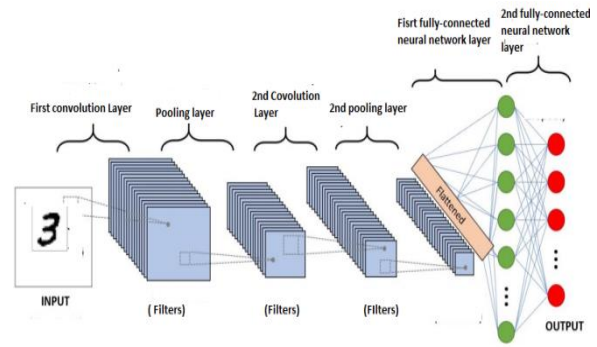 Fisrt fully-connected
neural network layer
2nd fully-connected
neural network
layer
First convolution Layer
Pooling layer
2nd Covolution
Layer
2nd pooling layer
Flattened
3
INPUT
( Filters)
(Filters)
(FIlters)
OUTPUT